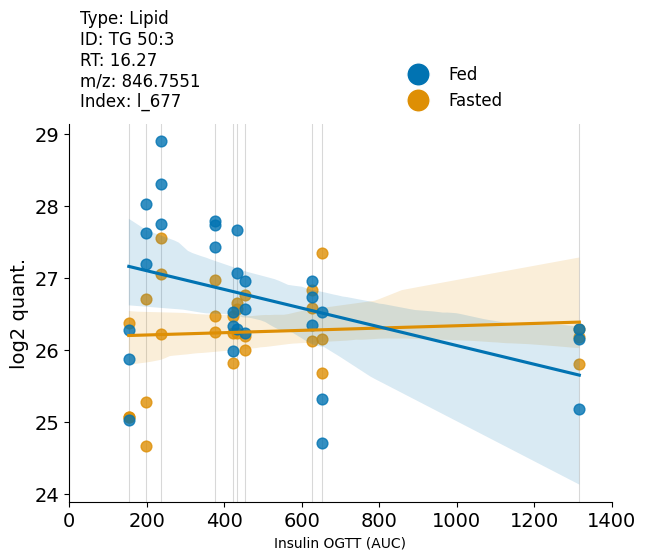 Type: Lipid
ID: TG 50:3
RT: 16.27
m/z: 846.7551
Index: l_677
Fed
Fasted
29
28
27
26
25
24
log2 quant.
0 200 400 600 800 1000 1200 1400
Insulin OGTT (AUC)